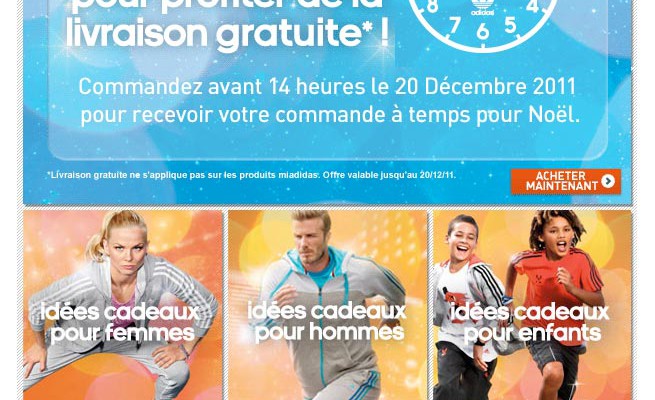 pour profiter de la
livraison gratuite* !
8 7 6 5 4
adidas
Commandez avant 14 heures le 20 Décembre 2011
pour recevoir votre commande à temps pour Noël.
*Livraison gratuite ne s'applique pas sur les produits miadidas. Offre valable jusqu'au 20/12/11.
ACHETER
MAINTENANT
idées cadeaux
pour femmes
idées cadeaux
pour hommes
idées cadeaux
pour enfants